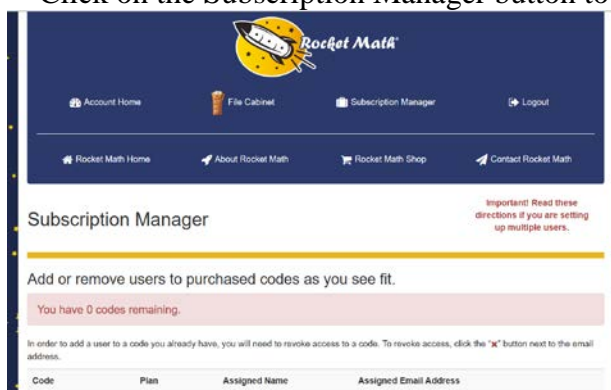 Click on the Subscription Manager button to
Rocket Math
Account Home
File Cabinet
Subscription Manager
Logout
Rocket Math Home
About Rocket Math
Rocket Math Shop
Contact Rocket Math
Subscription Manager
Important! Read these
directions if you are setting
up multiple users.
Add or remove users to purchased codes as you see fit.
You have 0 codes remaining.
In order to add a user to a code you already have, you will need to revoke access to a code. To revoke access, click the "x" button next to the email
address.
Code Plan Assigned Name Assigned Email Address